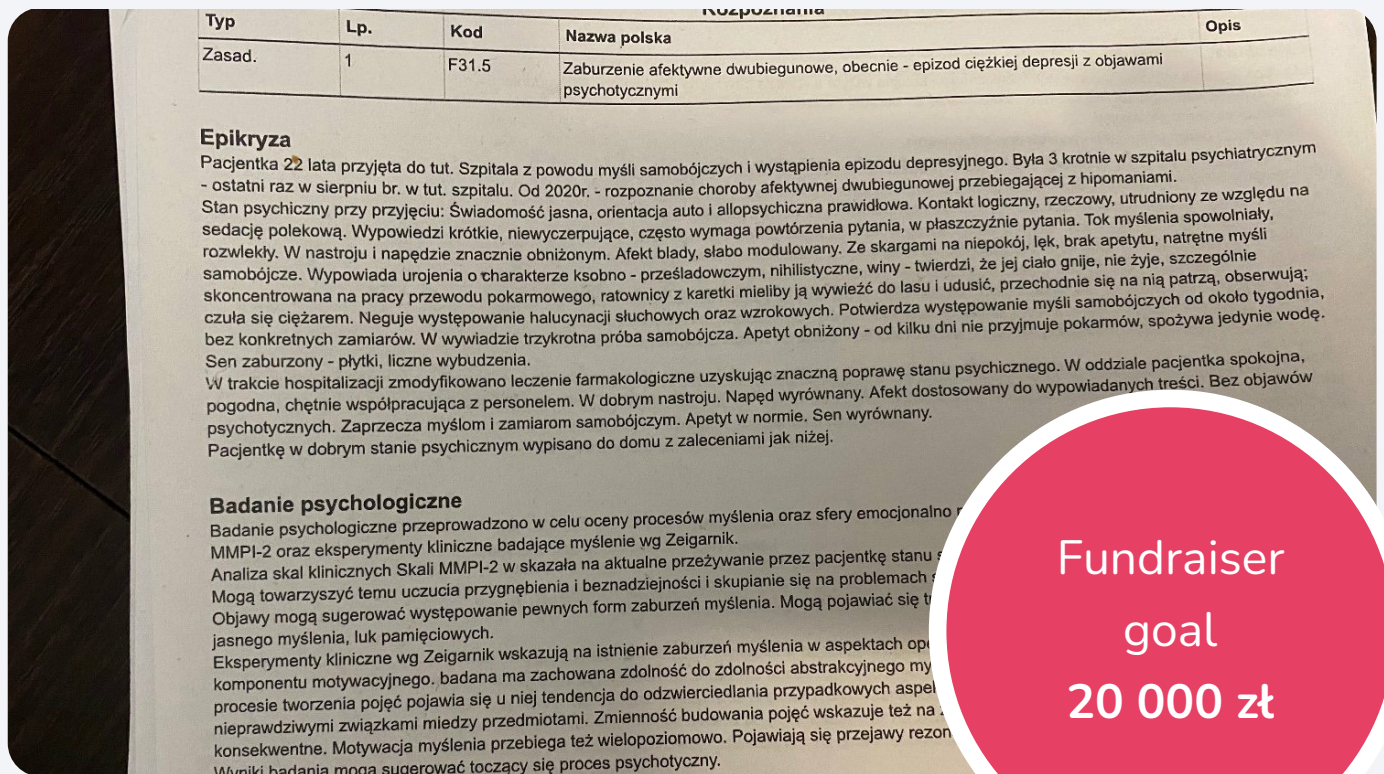 Rozpoznania
Typ Lp. Kod Nazwa polska Opis
Zasad. 1 F31.5 Zaburzenie afektywne dwubiegunowe, obecnie - epizod ciężkiej depresji z objawami
psychotycznymi
Epikryza
Pacjentka 22 lata przyjęta do tut. Szpitala z powodu myśli samobójczych i wystąpienia epizodu depresyjnego. Była 3 krotnie w szpitalu psychiatrycznym
- ostatni raz w sierpniu br. w tut. szpitalu. Od 2020r. - rozpoznanie choroby afektywnej dwubiegunowej przebiegającej z hipomaniami.
Stan psychiczny przy przyjęciu: Świadomość jasna, orientacja auto i allopsychiczna prawidłowa. Kontakt logiczny, rzeczowy, utrudniony ze względu na
sedację polekową. Wypowiedzi krótkie, niewyczerpujące, często wymaga powtórzenia pytania, w płaszczyźnie pytania. Tok myślenia spowolniały,
rozwlekły. W nastroju i napędzie znacznie obniżonym. Afekt blady, słabo modulowany. Ze skargami na niepokój, lęk, brak apetytu, natrętne myśli
samobójcze. Wypowiada urojenia o charakterze ksobno - prześladowczym, nihilistyczne, winy - twierdzi, że jej ciało gnije, nie żyje, szczególnie
skoncentrowana na pracy przewodu pokarmowego, ratownicy z karetki mieliby ją wywieźć do lasu i udusić, przechodnie się na nią patrzą, obserwują;
czuła się ciężarem. Neguje występowanie halucynacji słuchowych oraz wzrokowych. Potwierdza występowanie myśli samobójczych od około tygodnia,
bez konkretnych zamiarów. W wywiadzie trzykrotna próba samobójcza. Apetyt obniżony - od kilku dni nie przyjmuje pokarmów, spożywa jedynie wodę.
Sen zaburzony - płytki, liczne wybudzenia.
W trakcie hospitalizacji zmodyfikowano leczenie farmakologiczne uzyskując znaczną poprawę stanu psychicznego. W oddziale pacjentka spokojna,
pogodna, chętnie współpracująca z personelem. W dobrym nastroju. Napęd wyrównany. Afekt dostosowany do wypowiadanych treści. Bez objawów
psychotycznych. Zaprzecza myślom i zamiarom samobójczym. Apetyt w normie. Sen wyrównany.
Pacjentkę w dobrym stanie psychicznym wypisano do domu z zaleceniami jak niżej.
Badanie psychologiczne
Badanie psychologiczne przeprowadzono w celu oceny procesów myślenia oraz sfery emocjonalno
MMPI-2 oraz eksperymenty kliniczne badające myślenie wg Zeigarnik.
Analiza skal klinicznych Skali MMPI-2 w skazała na aktualne przeżywanie przez pacjentkę stanu
Mogą towarzyszyć temu uczucia przygnębienia i beznadziejności i skupianie się na problemach
Objawy mogą sugerować występowanie pewnych form zaburzeń myślenia. Mogą pojawiać się
jasnego myślenia, luk pamięciowych.
Eksperymenty kliniczne wg Zeigarnik wskazują na istnienie zaburzeń myślenia w aspektach
komponentu motywacyjnego. badana ma zachowana zdolność do zdolności abstrakcyjnego
procesie tworzenia pojęć pojawia się u niej tendencja do odzwierciedlania przypadkowych
nieprawdziwymi związkami miedzy przedmiotami. Zmienność budowania pojęć wskazuje też na
konsekwentne. Motywacja myślenia przebiega też wielopoziomowo. Pojawiają się przejawy
Wyniki badania mogą sugerować toczący się proces psychotyczny.
Fundraiser
goal
20 000 zł